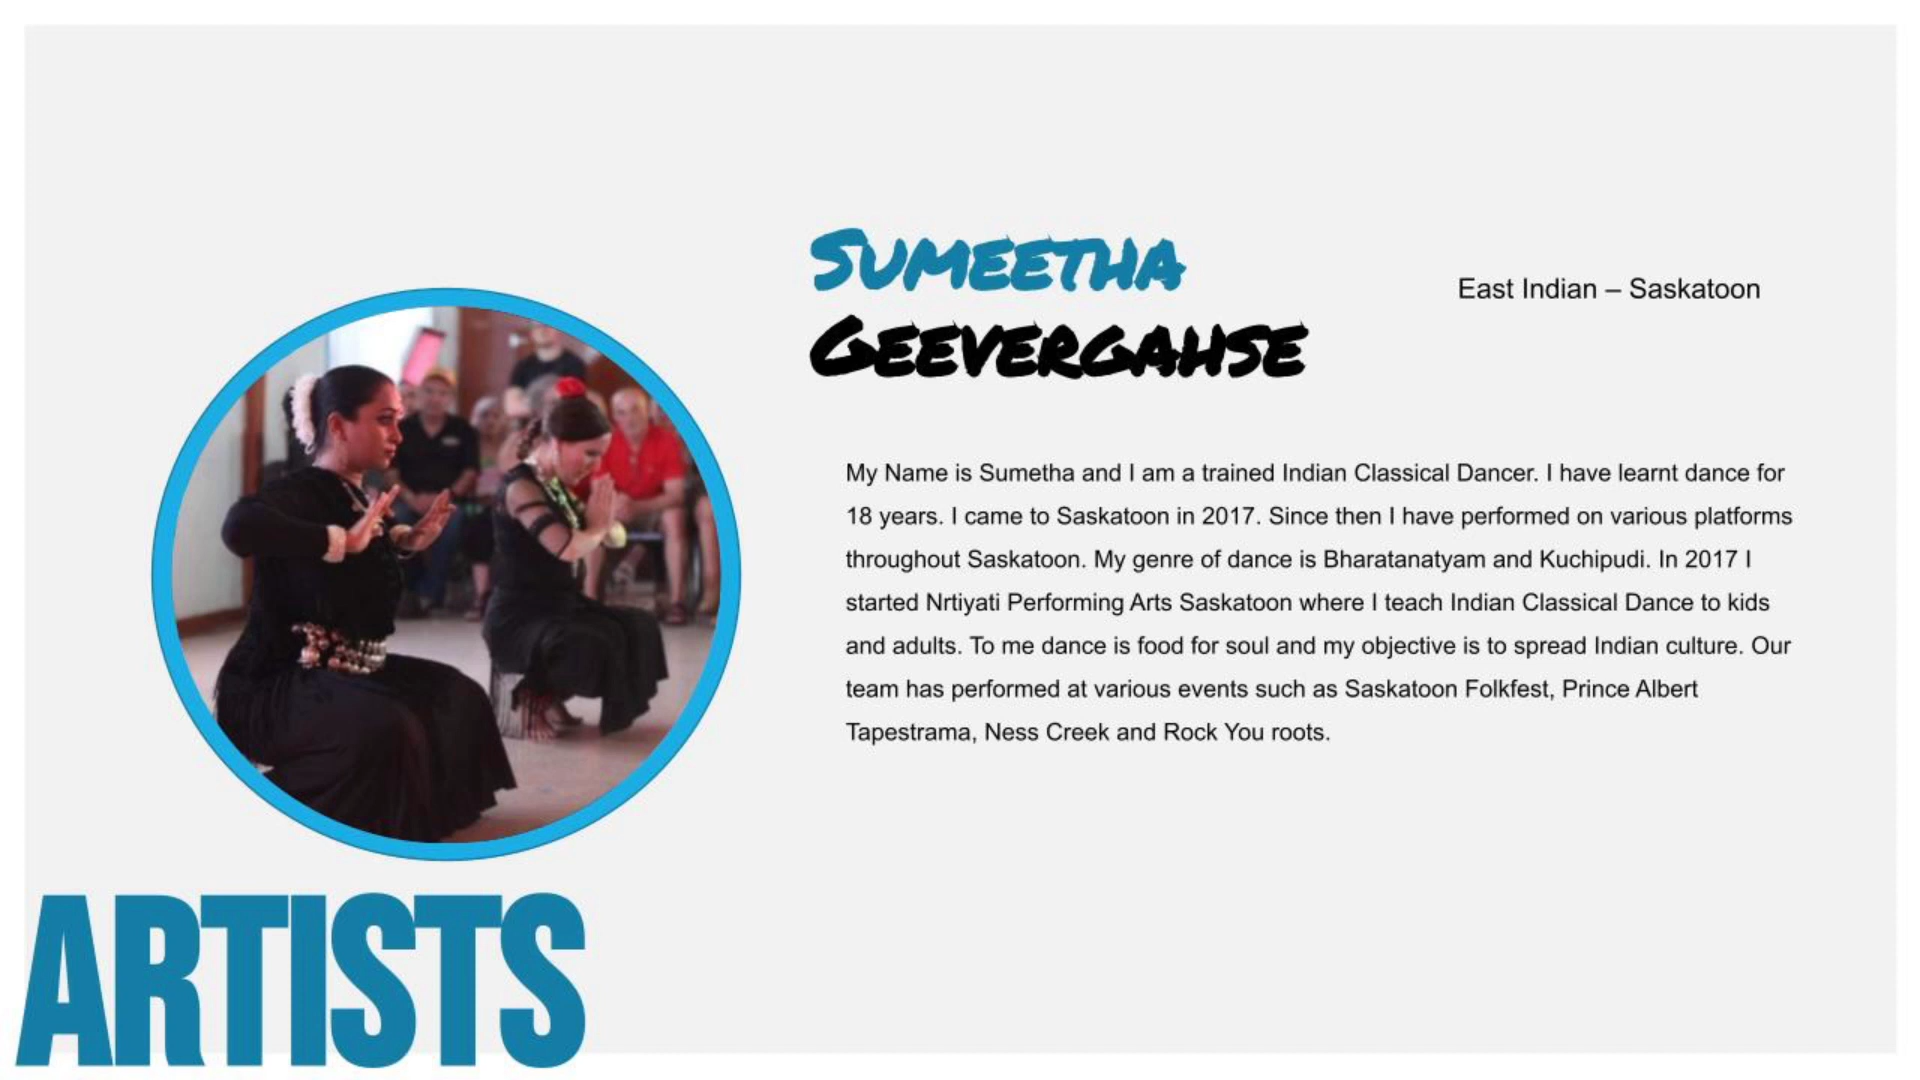 SUMEETHA
GEEVERGAHSE
East Indian – Saskatoon
My Name is Sumetha and I am a trained Indian Classical Dancer. I have learnt dance for
18 years. I came to Saskatoon in 2017. Since then I have performed on various platforms
throughout Saskatoon. My genre of dance is Bharatanatyam and Kuchipudi. In 2017 I
started Nrtiyati Performing Arts Saskatoon where I teach Indian Classical Dance to kids
and adults. To me dance is food for soul and my objective is to spread Indian culture. Our
team has performed at various events such as Saskatoon Folkfest, Prince Albert
Tapestrama, Ness Creek and Rock You roots.
ARTISTS